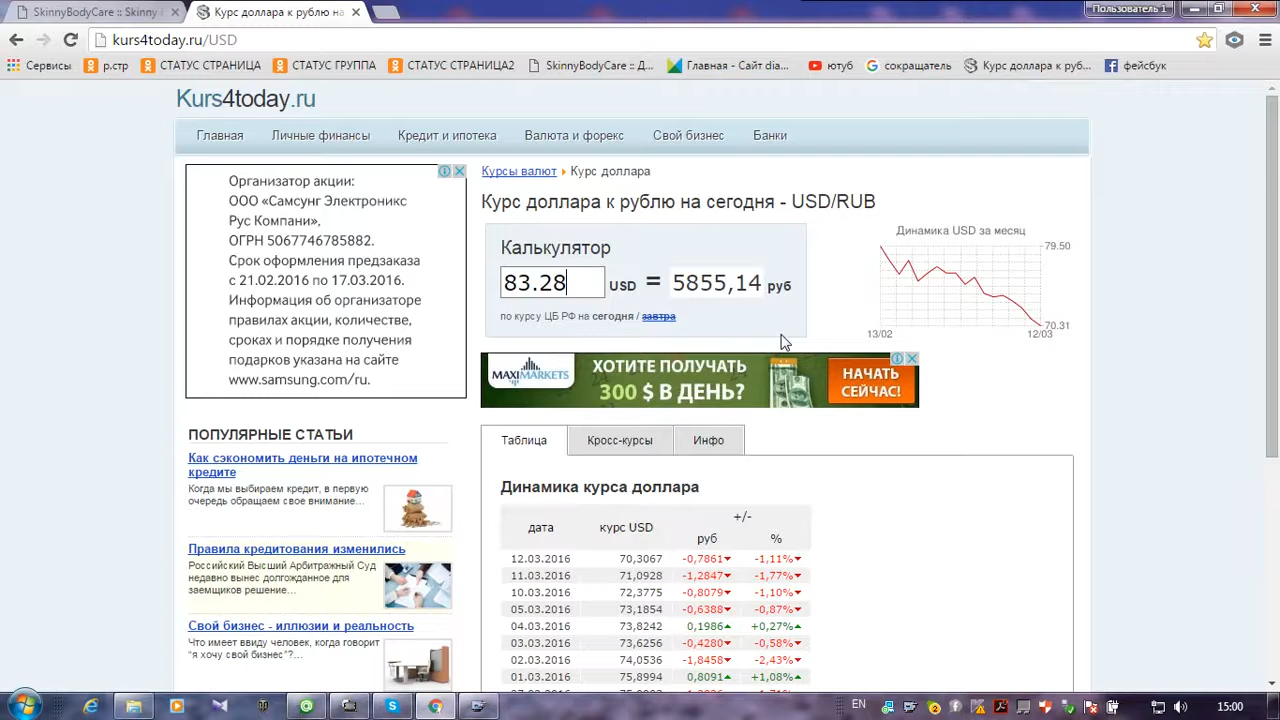 SkinnyBodyCare :: Skinny
Курс доллара к рублю на
Пользователь 1
kurs4today.ru/USD
Сервисы
р.стр
СТАТУС СТРАНИЦА
СТАТУС ГРУППА
СТАТУС СТРАНИЦА2
SkinnyBodyCare :: Д...
Главная - Сайт dia...
ютуб
сокращатель
Курс доллара к руб...
фейсбук
Kurs4today.ru
Главная
Личные финансы
Кредит и ипотека
Валюта и форекс
Свой бизнес
Банки
Организатор акции:
ООО «Самсунг Электроникс
Рус Компани»,
ОГРН 5067746785882.
Срок оформления предзаказа
с 21.02.2016 по 17.03.2016.
Информация об организаторе
правилах акции, количестве,
сроках и порядке получения
подарков указана на сайте
www.samsung.com/ru.
ПОПУЛЯРНЫЕ СТАТЬИ
Как сэкономить деньги на ипотечном
кредите
Когда мы выбираем кредит, в первую
очередь обращаем свое внимание...
Правила кредитования изменились
Российский Высший Арбитражный Суд
недавно вынес долгожданное для
заемщиков решение...
Свой бизнес - иллюзии и реальность
Что имеет ввиду человек, когда говорит
"я хочу свой бизнес"?...
Курсы валют
Курс доллара
Курс доллара к рублю на сегодня - USD/RUB
Калькулятор
83.28 USD = 5855,14 руб
по курсу ЦБ РФ на сегодня / завтра
Динамика USD за месяц
79.50
70.31
13/02
12/03
MAXIMARKETS
ХОТИТЕ ПОЛУЧАТЬ
300 $ В ДЕНЬ?
НАЧАТЬ
СЕЙЧАС!
Таблица
Кросс-курсы
Инфо
Динамика курса доллара
дата
курс USD
+/-
руб
%
12.03.2016 70,3067 -0,7861 -1,11%
11.03.2016 71,0928 -1,2847 -1,77%
10.03.2016 72,3775 -0,8079 -1,10%
05.03.2016 73,1854 -0,6388 -0,87%
04.03.2016 73,8242 0,1986 +0,27%
03.03.2016 73,6256 -0,4280 -0,58%
02.03.2016 74,0536 -1,8458 -2,43%
01.03.2016 75,8994 0,8091 +1,08%
EN
15:00